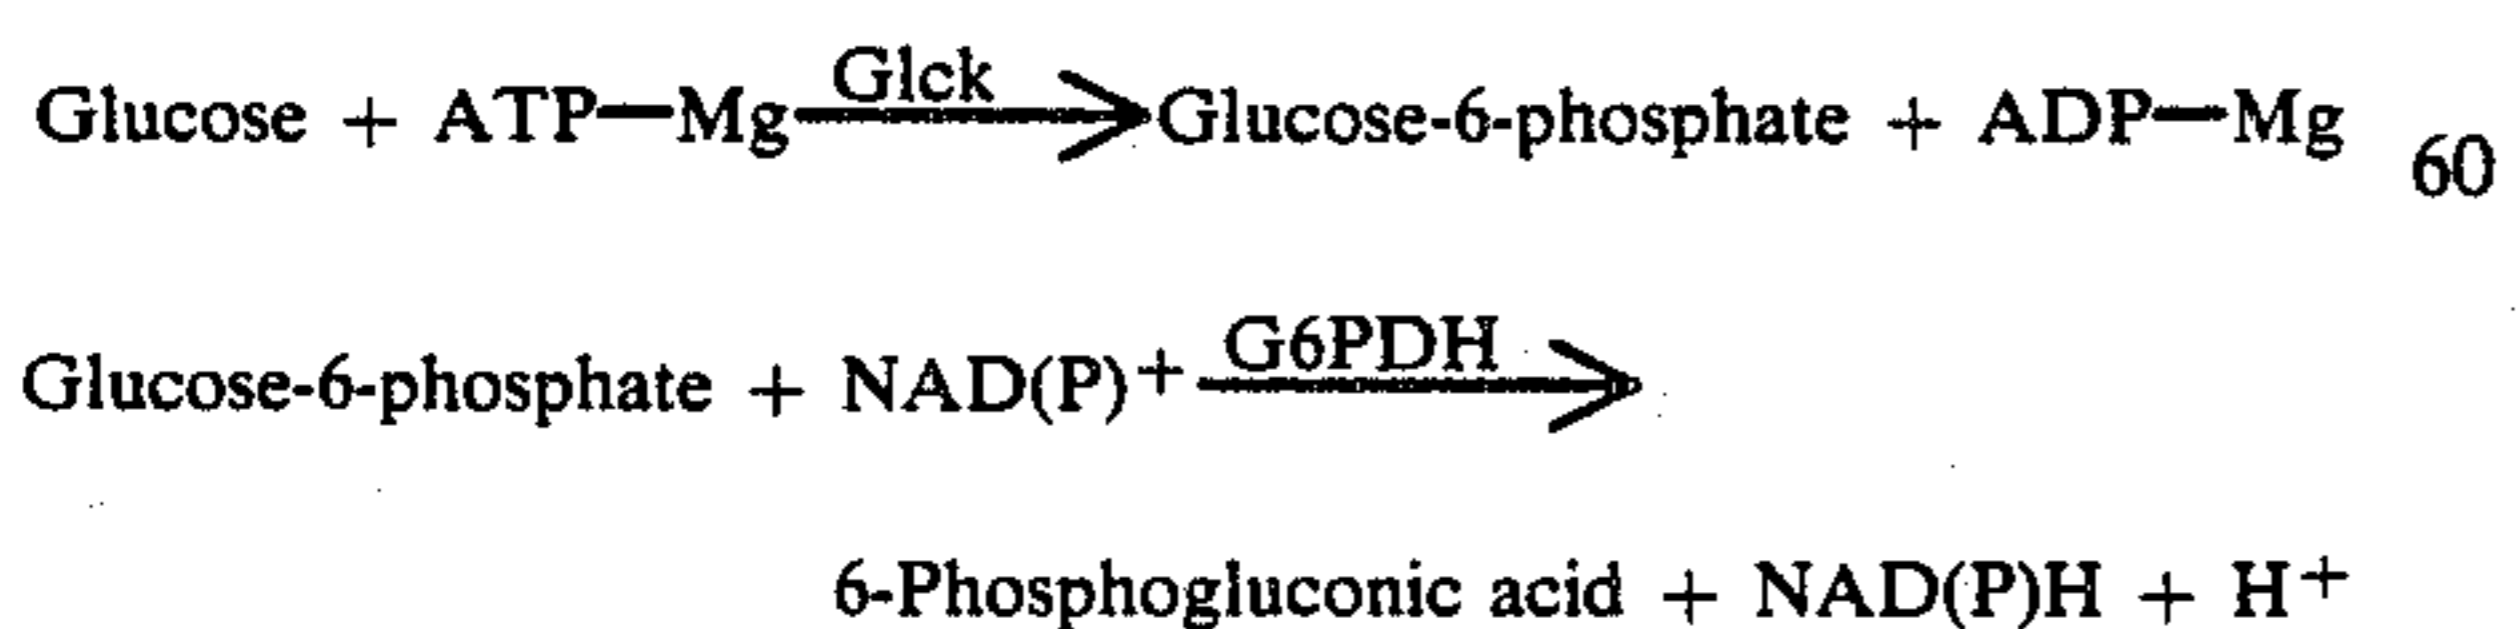 Glck
Glucose + ATP—Mg ⟶ Glucose-6-phosphate + ADP—Mg
60
G6PDH
Glucose-6-phosphate + NAD(P)⁺ ⟶
6-Phosphogluconic acid + NAD(P)H + H⁺